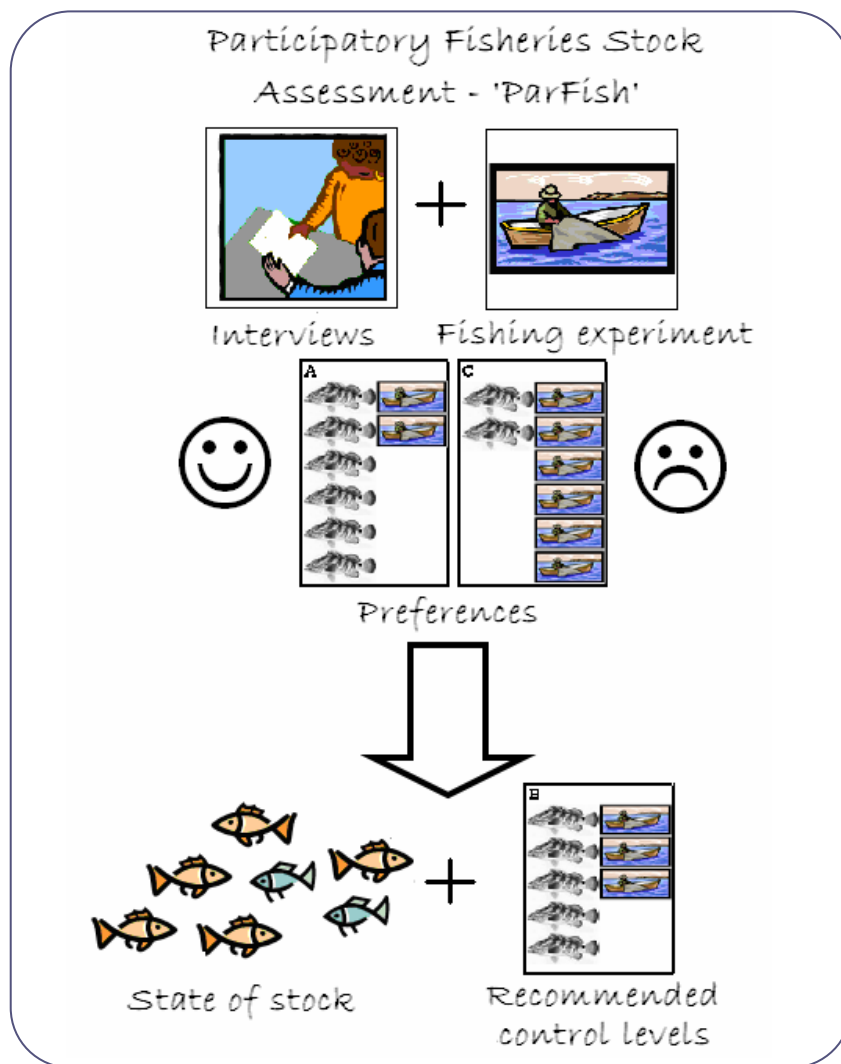 Participatory Fisheries Stock
Assessment - 'ParFish'
Interviews
Fishing experiment
A
C
Preferences
B
State of stock
Recommended
control levels